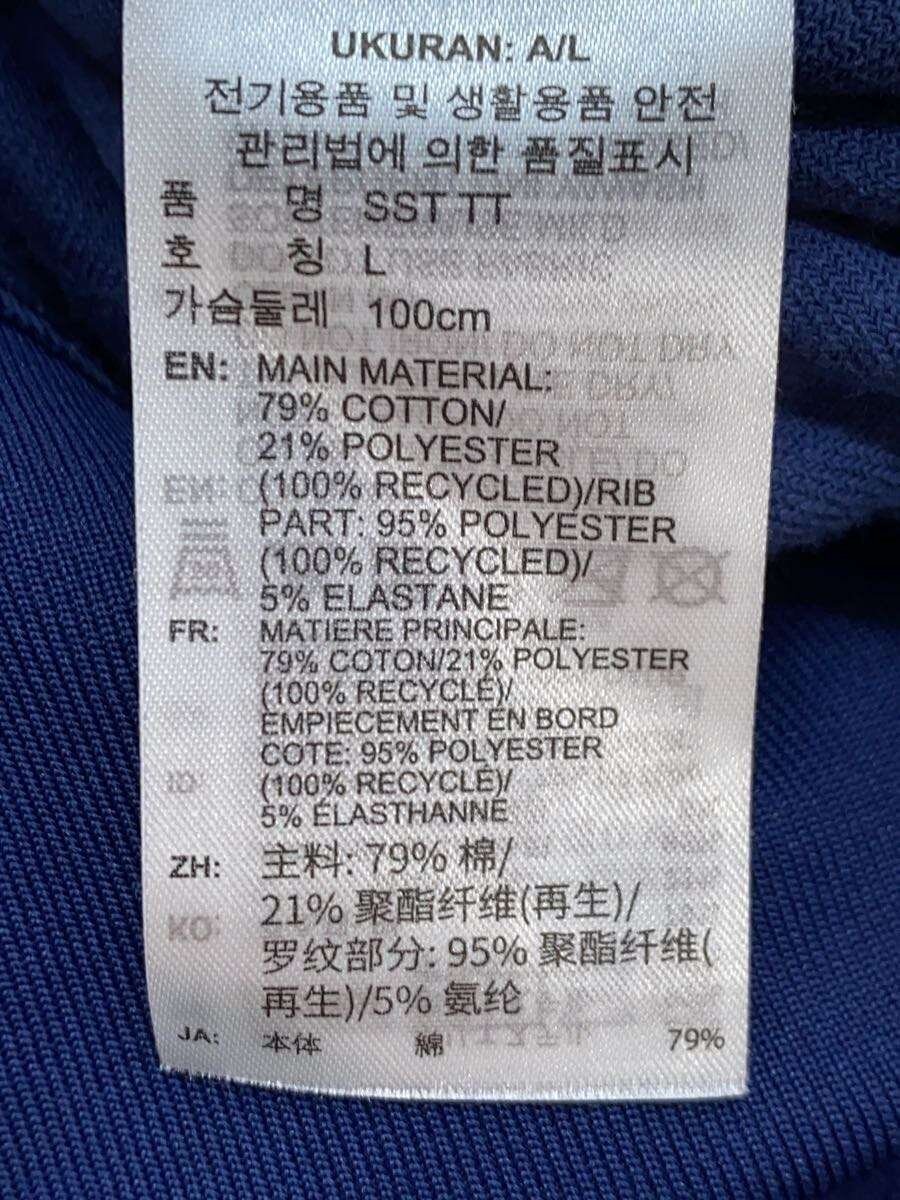 UKURAN: A/L
전기용품 및 생활용품 안전
관리법에 의한 품질표시
품 명 SST TT
호 칭 L
가슴둘레 100cm
EN: MAIN MATERIAL:
79% COTTON/
21% POLYESTER
(100% RECYCLED)/RIB
PART: 95% POLYESTER
(100% RECYCLED)/
5% ELASTANE
FR: MATIERE PRINCIPALE:
79% COTON/21% POLYESTER
(100% RECYCLÉ)/
EMPIECEMENT EN BORD
COTE: 95% POLYESTER
(100% RECYCLÉ)/
5% ÉLASTHANNE
ZH: 主料: 79% 棉/
21% 聚酯纤维(再生)/
罗纹部分: 95% 聚酯纤维(
再生)/5% 氨纶
JA: 本体 綿 79%